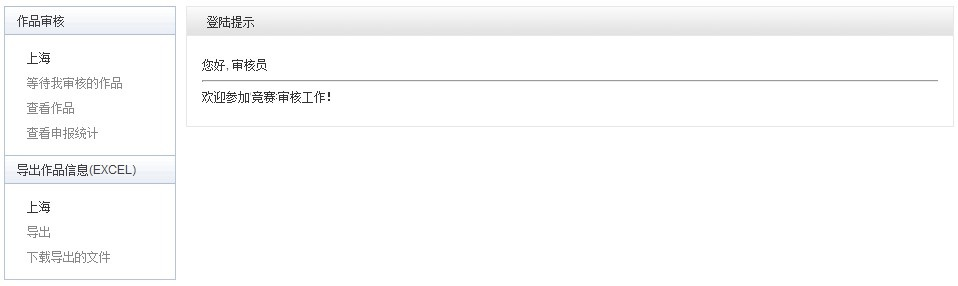 作品审核
上海
等待我审核的作品
查看作品
查看申报统计
导出作品信息(EXCEL)
上海
导出
下载导出的文件
登陆提示
您好, 审核员
欢迎参加竞赛审核工作!